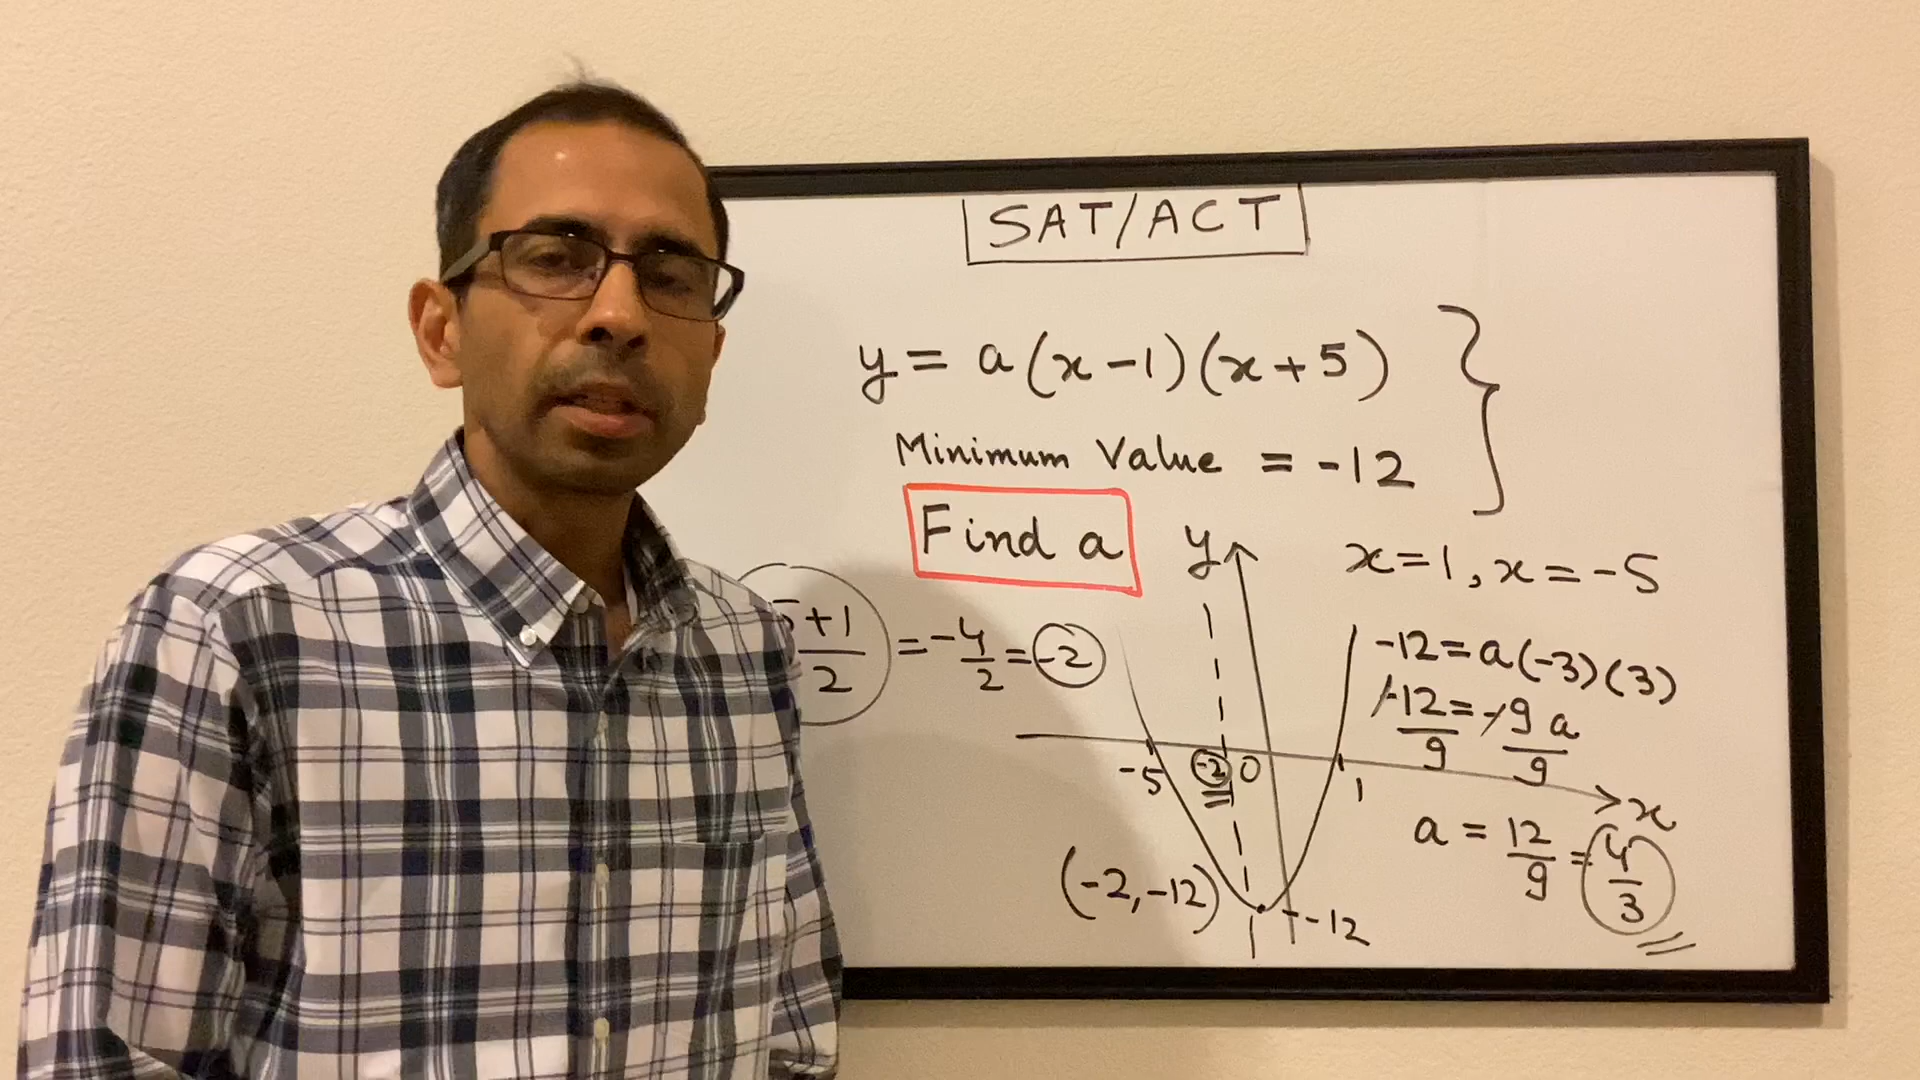 SAT/ACT
y = a(x-1)(x+5)
Minimum Value = -12
Find a
x=1, x=-5
5+1/2 = -4/2 = -2
y
-12=a(-3)(3)
-12/9 = -9a/9
-5 -2 0 1
x
a = 12/9 = 4/3
(-2,-12)
-12